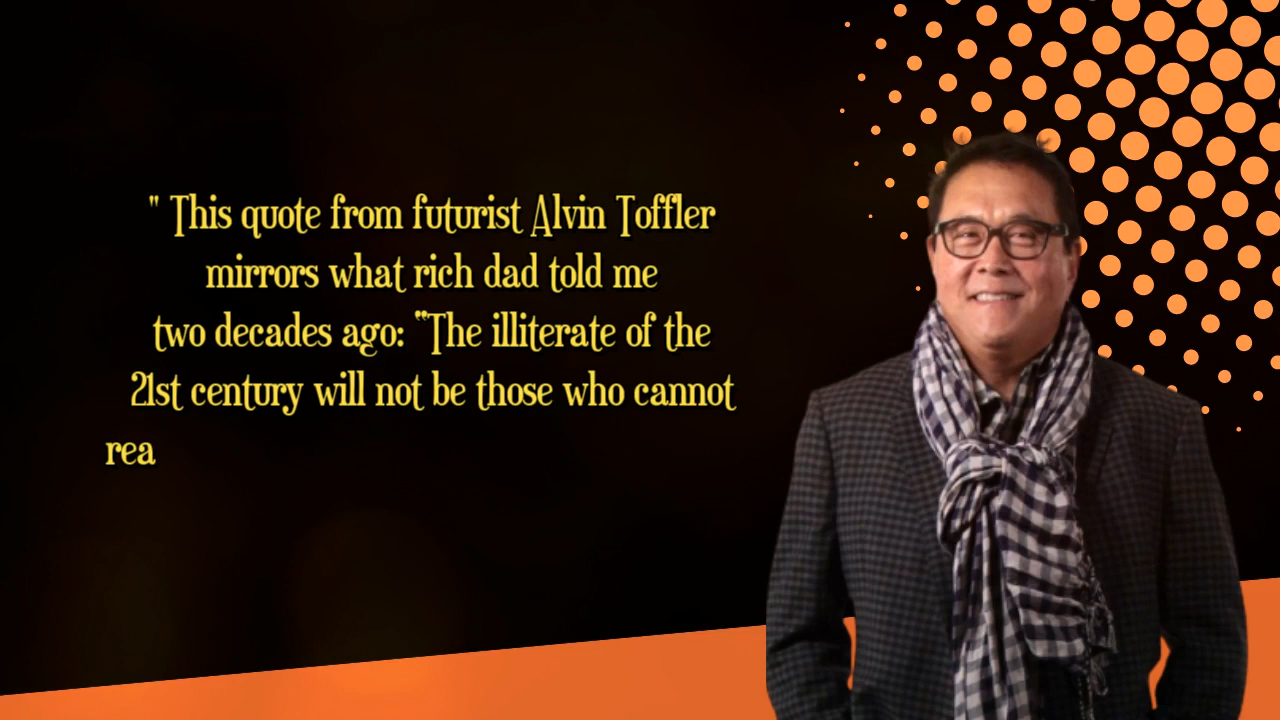 " This quote from futurist Alvin Toffler
mirrors what rich dad told me
two decades ago: “The illiterate of the
21st century will not be those who cannot
rea